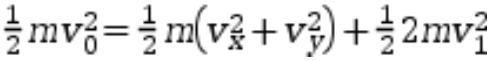 ½mv₀² = ½m(vₓ² + v_y²) + ½2mv₁²